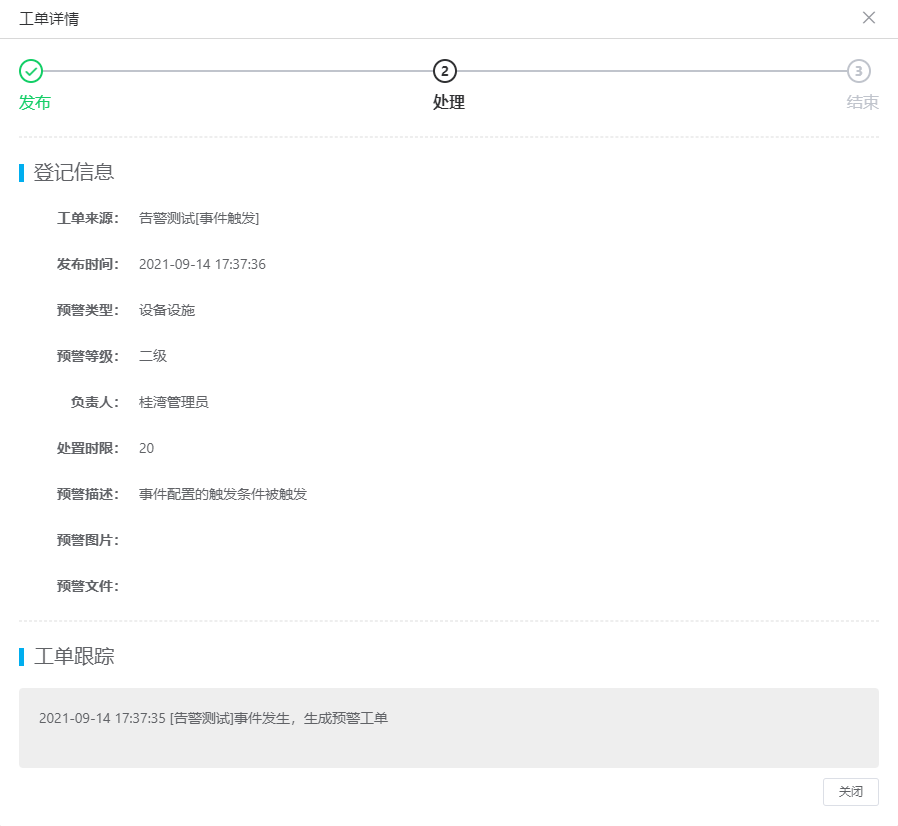 工单详情
2
3
发布
处理
结束
登记信息
工单来源： 告警测试[事件触发]
发布时间： 2021-09-14 17:37:36
预警类型： 设备设施
预警等级： 二级
负责人： 桂湾管理员
处置时限： 20
预警描述： 事件配置的触发条件被触发
预警图片：
预警文件：
工单跟踪
2021-09-14 17:37:35 [告警测试]事件发生，生成预警工单
关闭